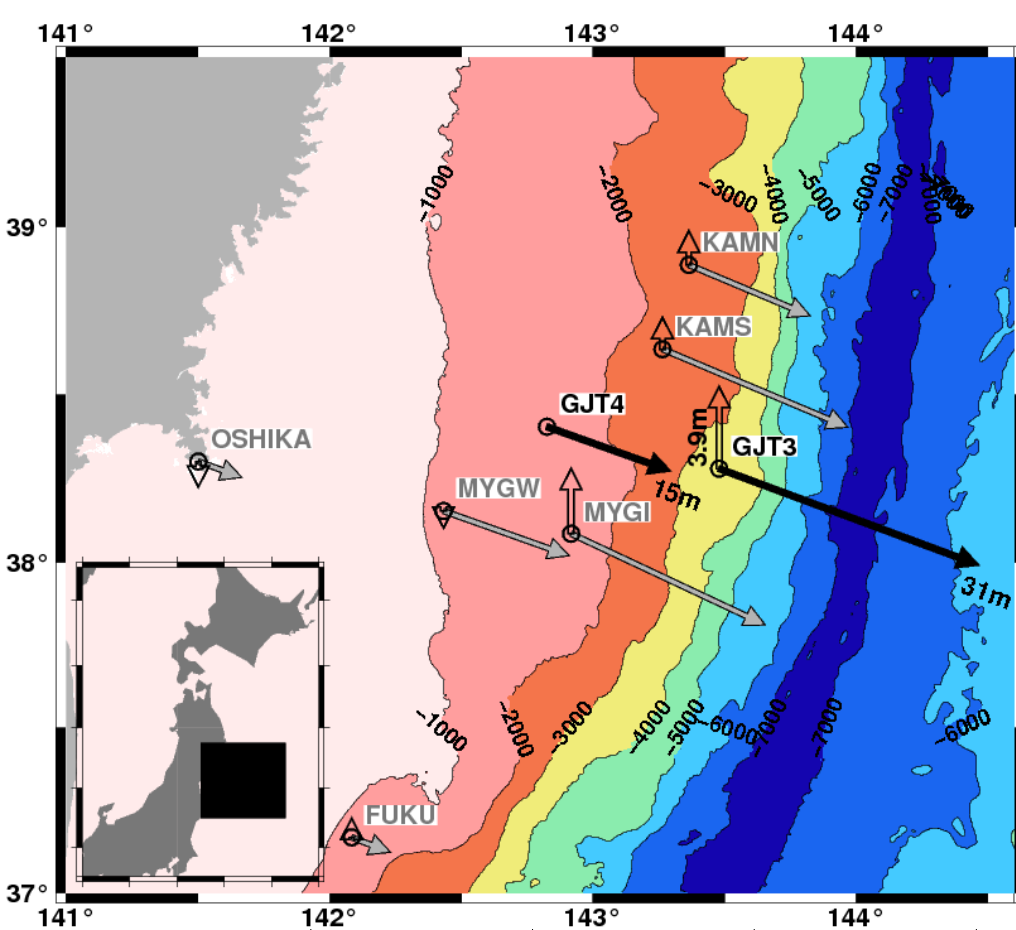 141° 142° 143° 144°
39°
38°
37°
−1000 −2000 −3000 −4000 −5000 −6000 −7000
KAMN
KAMS
GJT4
3.9m
GJT3
OSHIKA
15m
MYGW
MYGI
31m
−1000 −2000 −3000 −4000 −5000 −6000 −7000 −7000 −6000
FUKU
141° 142° 143° 144°